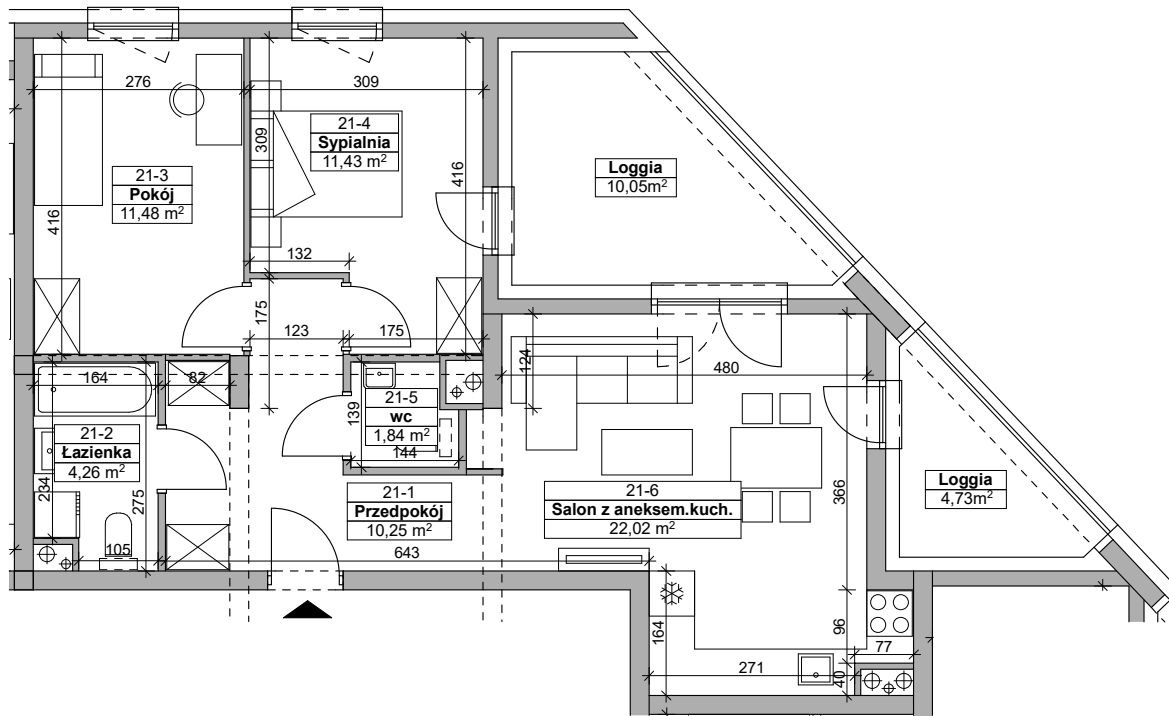 276
309
21-4
Sypialnia
11,43 m²
309
416
21-3
Pokój
11,48 m²
416
Loggia
10,05m²
132
175
123
175
124
480
164
82
21-5
wc
1,84 m²
139
144
21-2
Łazienka
4,26 m²
234
275
105
21-1
Przedpokój
10,25 m²
643
21-6
Salon z aneksem.kuch.
22,02 m²
366
Loggia
4,73m²
164
271
96
77
40